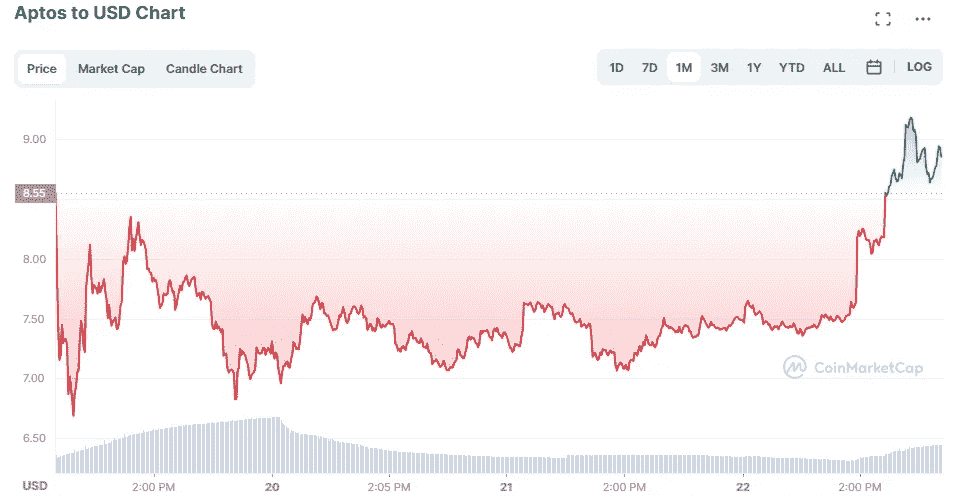 Aptos to USD Chart
Price Market Cap Candle Chart
1D 7D 1M 3M 1Y YTD ALL LOG
9.00
8.55
8.00
7.50
7.00
6.50
CoinMarketCap
USD 2:00 PM 20 2:05 PM 21 2:00 PM 22 2:00 PM